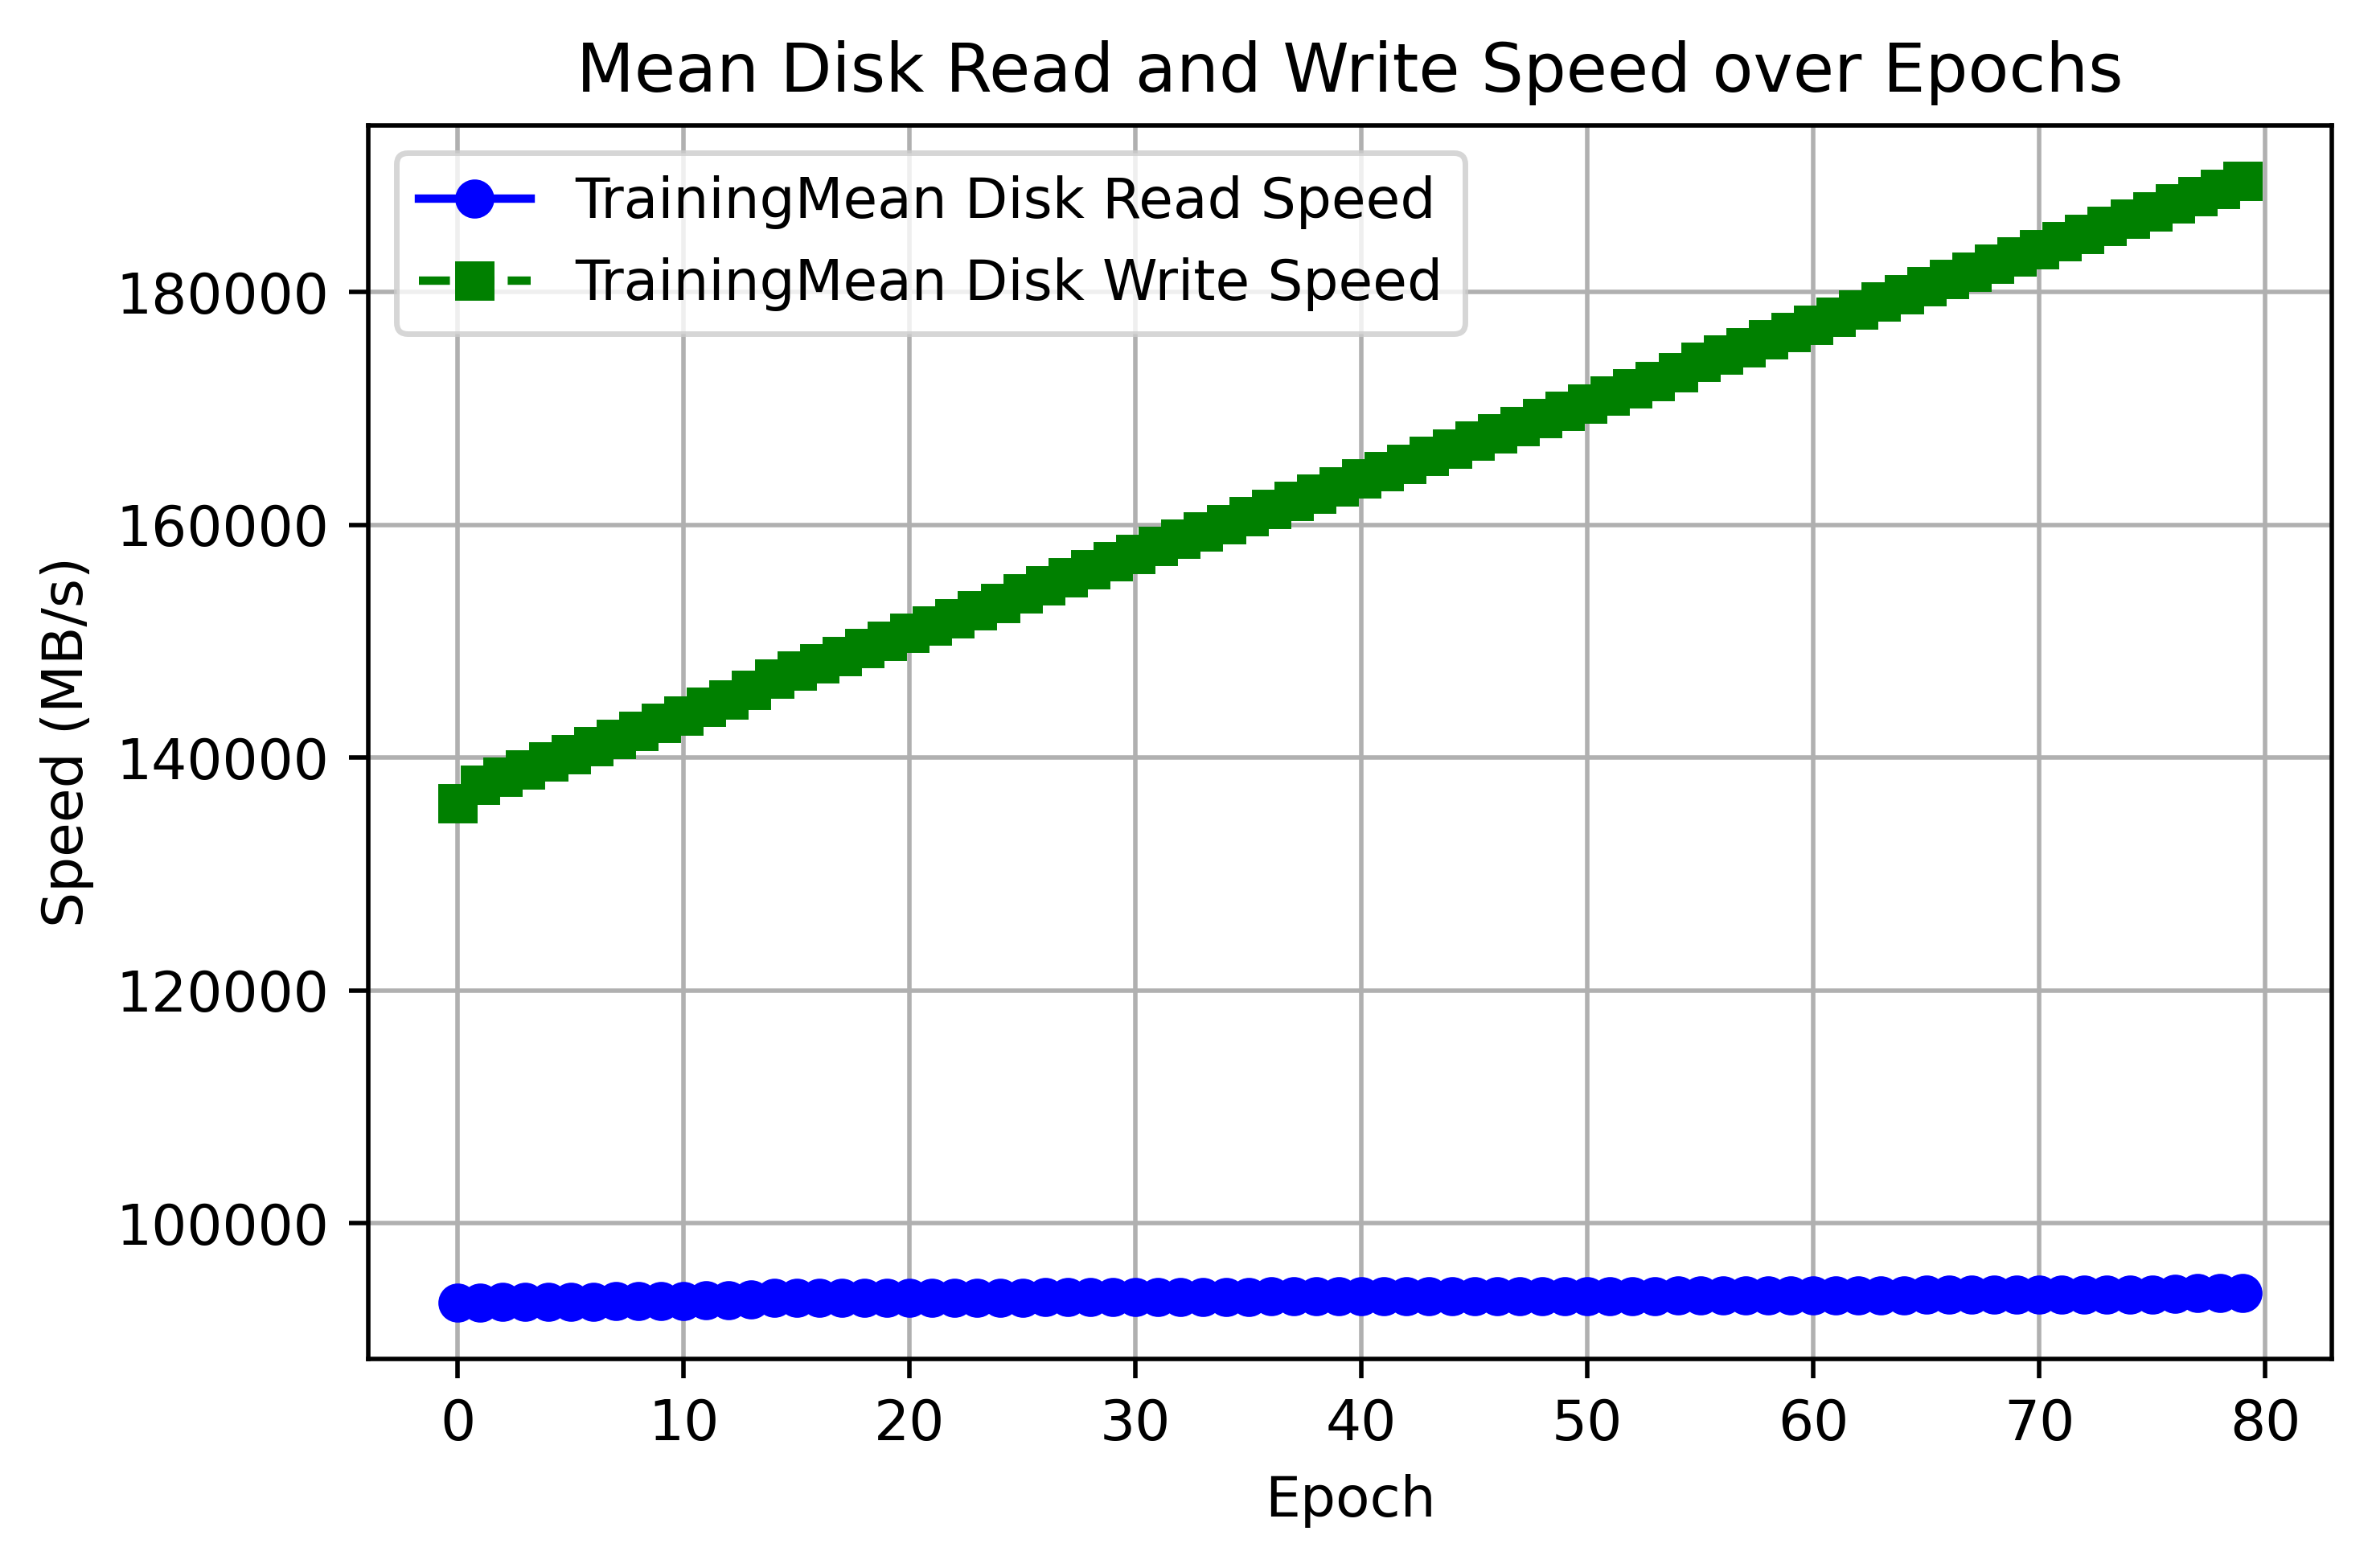 Mean Disk Read and Write Speed over Epochs
TrainingMean Disk Read Speed
TrainingMean Disk Write Speed
180000
160000
140000
120000
100000
Speed (MB/s)
0 10 20 30 40 50 60 70 80
Epoch